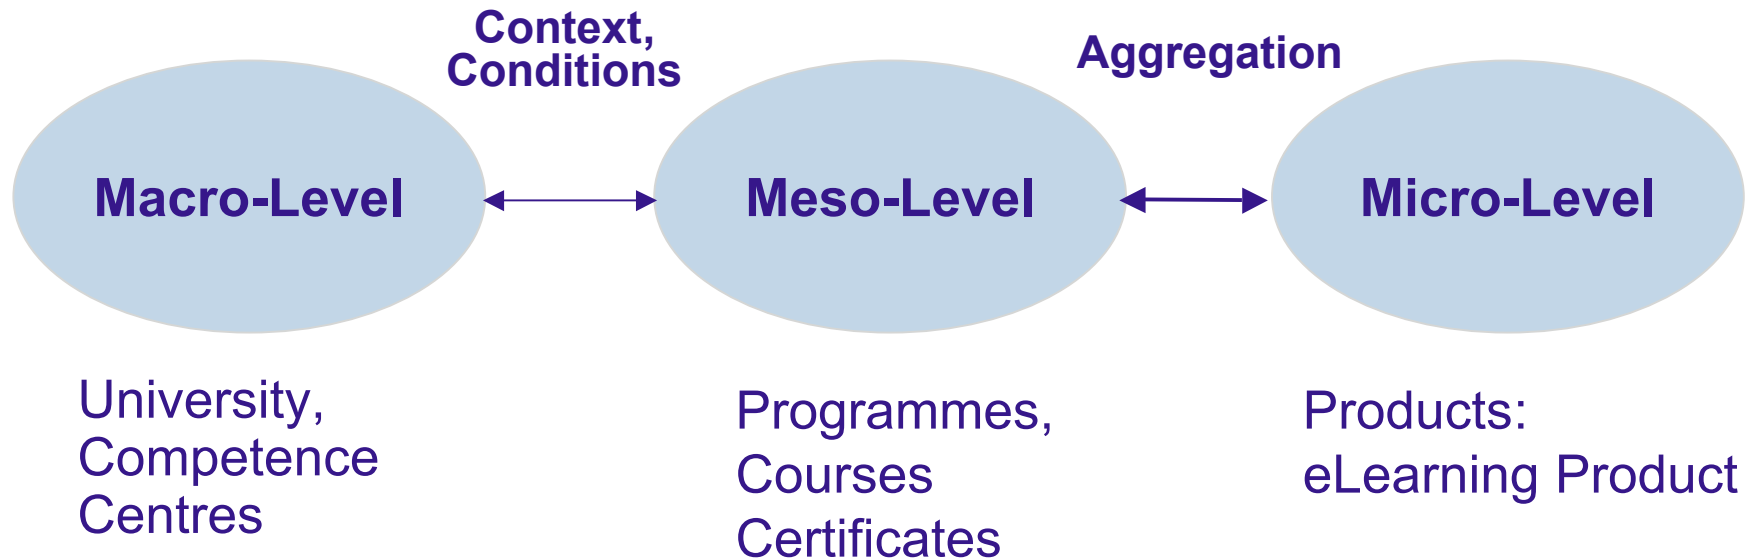 Context,
Conditions
Aggregation
Macro-Level
Meso-Level
Micro-Level
University,
Competence
Centres
Programmes,
Courses
Certificates
Products:
eLearning Product